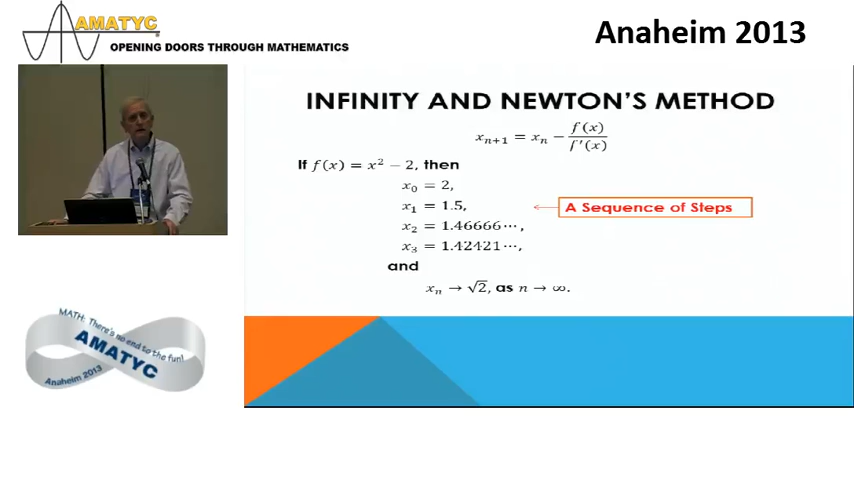 AMATYC
OPENING DOORS THROUGH MATHEMATICS
Anaheim 2013
INFINITY AND NEWTON'S METHOD
xₙ₊₁ = xₙ − f(x)/f′(x)
If f(x) = x² − 2, then
x₀ = 2,
x₁ = 1.5,
A Sequence of Steps
x₂ = 1.46666⋯,
x₃ = 1.42421⋯,
and
xₙ → √2, as n → ∞.
MATH: There's no end to the fun!
AMATYC
Anaheim 2013